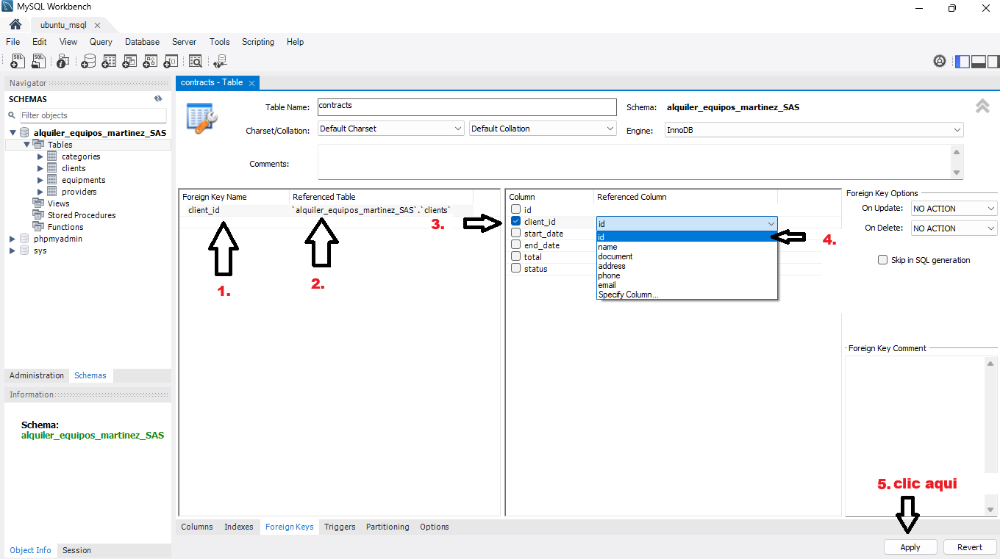 MySQL Workbench
ubuntu_msql
File Edit View Query Database Server Tools Scripting Help
Navigator
SCHEMAS
Filter objects
alquiler_equipos_martinez_SAS
Tables
categories
clients
equipments
providers
Views
Stored Procedures
Functions
phpmyadmin
sys
Administration Schemas
Information
Schema:
alquiler_equipos_martinez_SAS
Object Info Session
contracts - Table
Table Name: contracts Schema: alquiler_equipos_martinez_SAS
Charset/Collation: Default Charset Default Collation Engine: InnoDB
Comments:
Foreign Key Name Referenced Table
client_id `alquiler_equipos_martinez_SAS`.`clients`
1.
2.
3.
Column Referenced Column
id
client_id id
start_date
end_date
total
status
id
name
document
address
phone
email
Specify Column...
4.
Foreign Key Options
On Update: NO ACTION
On Delete: NO ACTION
Skip in SQL generation
Foreign Key Comment
5. clic aqui
Columns Indexes Foreign Keys Triggers Partitioning Options
Apply Revert